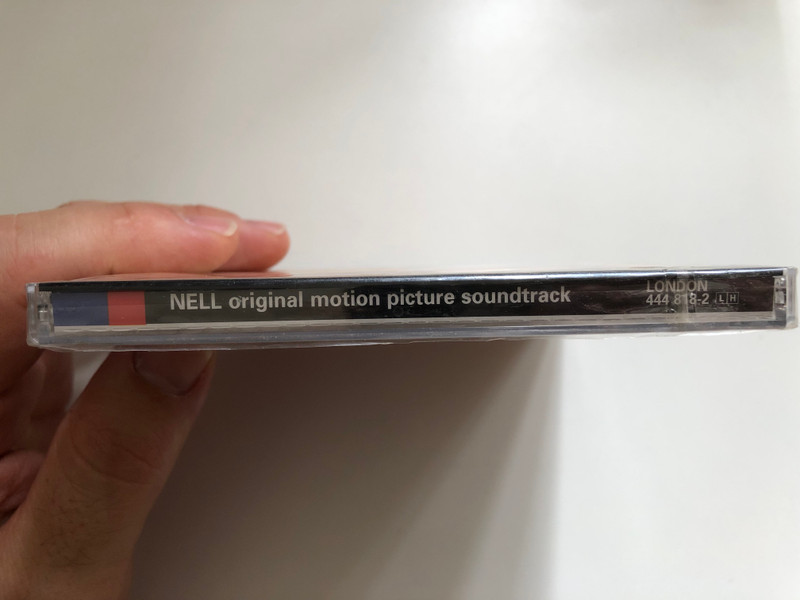 NELL original motion picture soundtrack
LONDON
444 818-2 LH